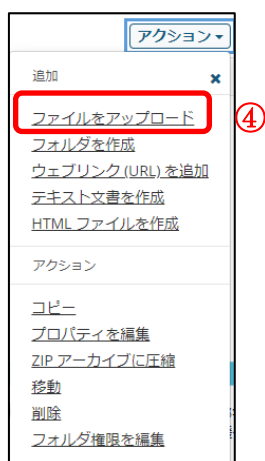 アクション
追加
ファイルをアップロード
④
フォルダを作成
ウェブリンク (URL) を追加
テキスト文書を作成
HTML ファイルを作成
アクション
コピー
プロパティを編集
ZIP アーカイブに圧縮
移動
削除
フォルダ権限を編集